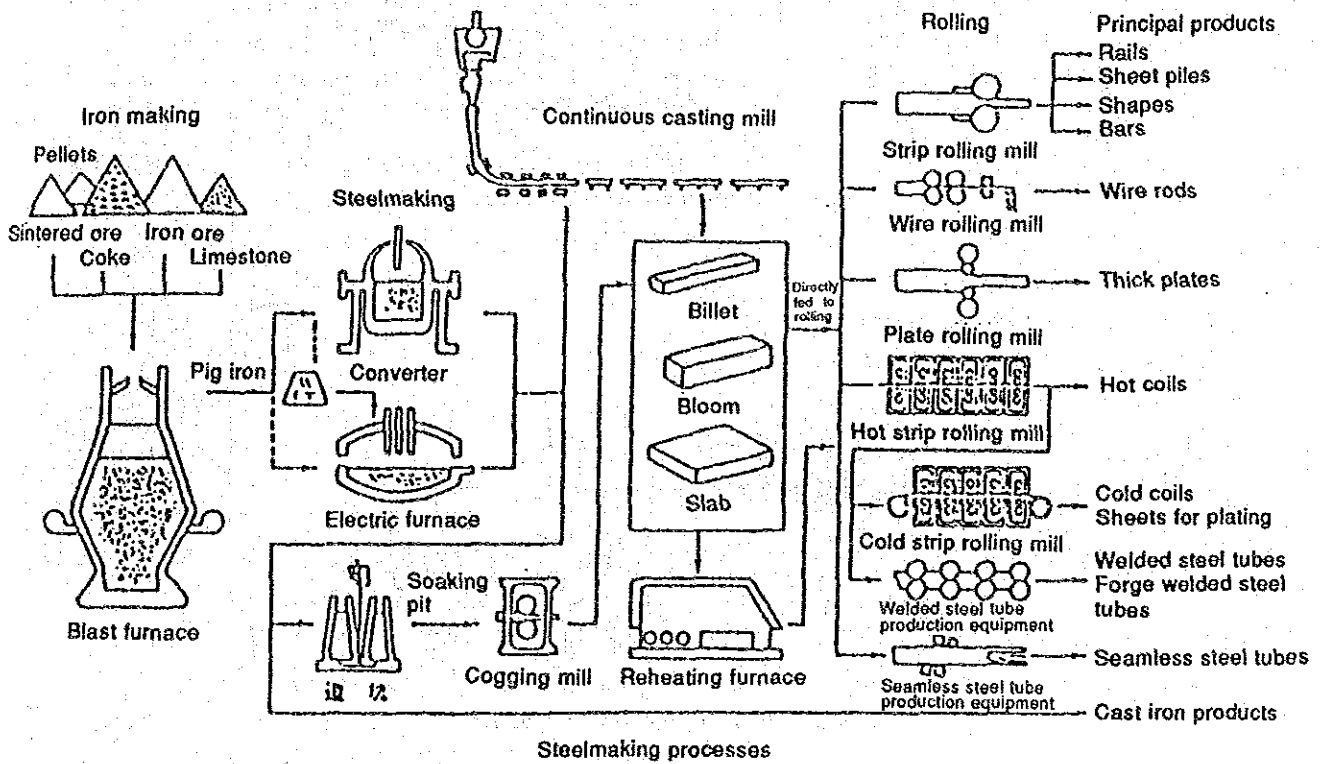 Rolling
Principal products
Rails
Sheet piles
Shapes
Bars
Iron making
Continuous casting mill
Pellets
Strip rolling mill
Steelmaking
Wire rods
Sintered ore
Iron ore
Wire rolling mill
Coke
Limestone
Directly
fed to
rolling
Thick plates
Billet
Plate rolling mill
Pig iron
Converter
Hot coils
Bloom
Hot strip rolling mill
Slab
Cold coils
Sheets for plating
Electric furnace
Cold strip rolling mill
Welded steel tubes
Forge welded steel
tubes
Soaking
pit
Welded steel tube
production equipment
Blast furnace
Cogging mill
Reheating furnace
Seamless steel tubes
Seamless steel tube
production equipment
Cast iron products
Steelmaking processes